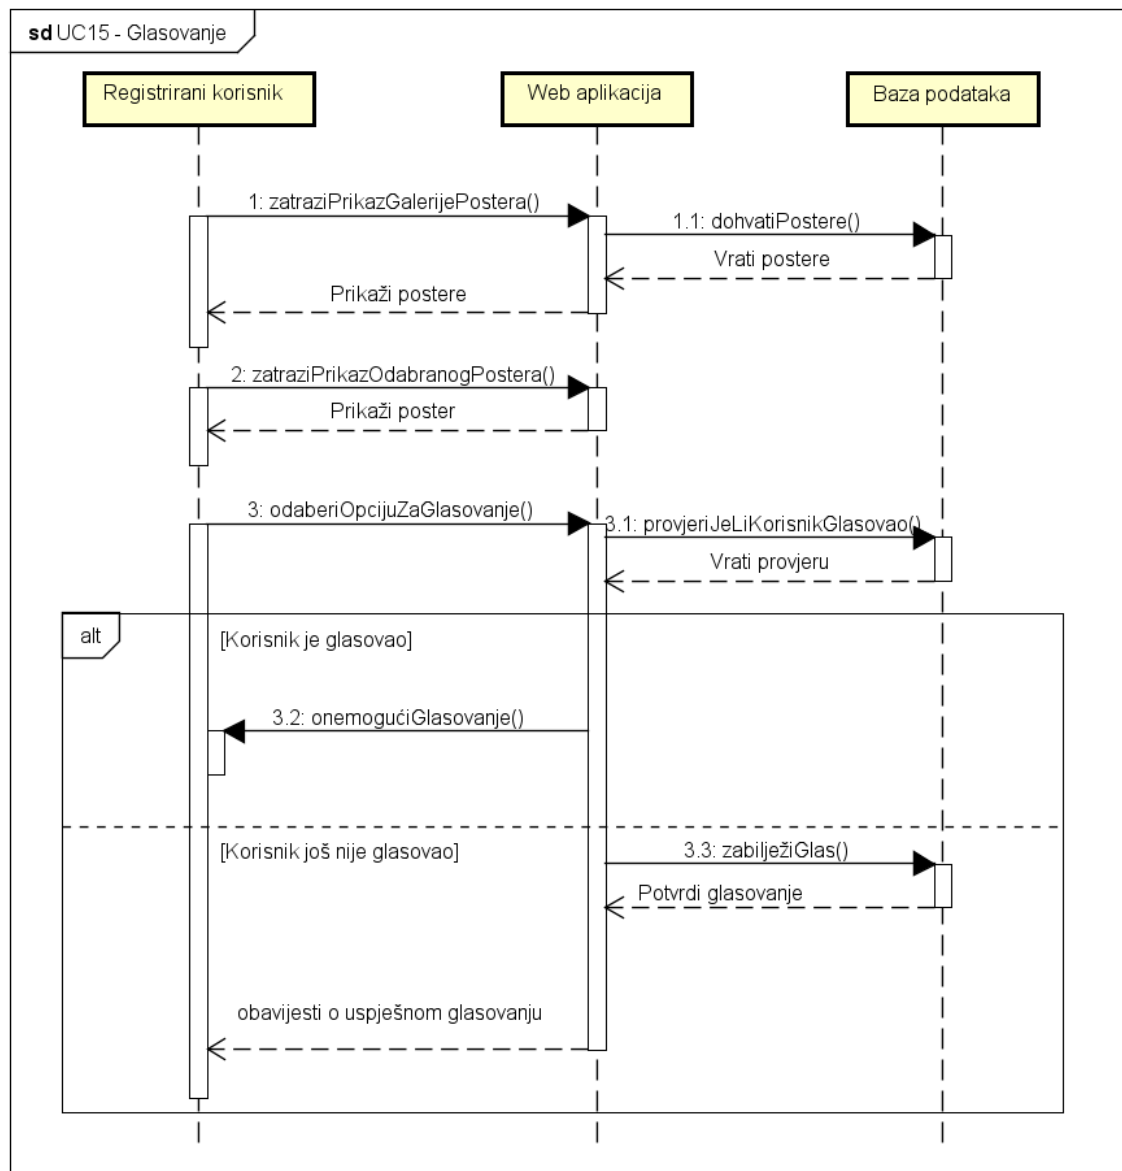 sd UC15 - Glasovanje
Registrirani korisnik
Web aplikacija
Baza podataka
1: zatraziPrikazGalerijePostera()
1.1: dohvatiPostere()
Vrati postere
Prikaži postere
2: zatraziPrikazOdabranogPostera()
Prikaži poster
3: odaberiOpcijuZaGlasovanje()
3.1: provjeriJeLiKorisnikGlasovao()
Vrati provjeru
alt
[Korisnik je glasovao]
3.2: onemogućiGlasovanje()
[Korisnik još nije glasovao]
3.3: zabilježiGlas()
Potvrdi glasovanje
obavijesti o uspješnom glasovanju